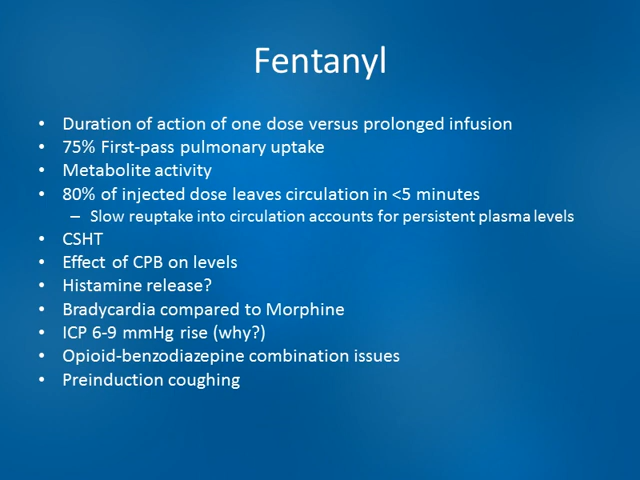 Fentanyl
• Duration of action of one dose versus prolonged infusion
• 75% First-pass pulmonary uptake
• Metabolite activity
• 80% of injected dose leaves circulation in <5 minutes
– Slow reuptake into circulation accounts for persistent plasma levels
• CSHT
• Effect of CPB on levels
• Histamine release?
• Bradycardia compared to Morphine
• ICP 6-9 mmHg rise (why?)
• Opioid-benzodiazepine combination issues
• Preinduction coughing